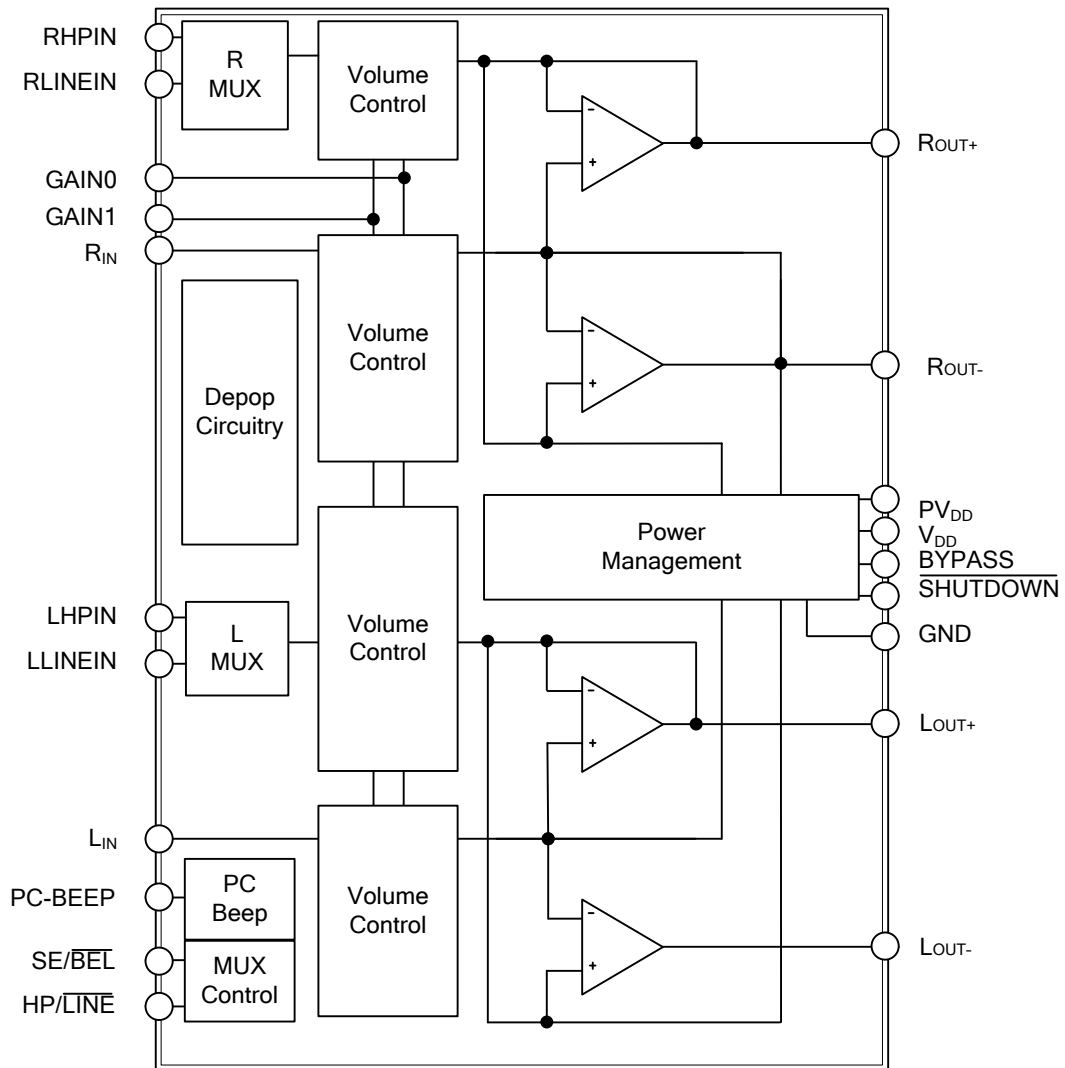 RHPIN
RLINEIN
R
MUX
Volume
Control
-
+
ROUT+
GAIN0
GAIN1
RIN
Volume
Control
-
+
ROUT-
Depop
Circuitry
Power
Management
PVDD
VDD
BYPASS
SHUTDOWN
GND
LHPIN
LLINEIN
L
MUX
Volume
Control
-
+
LOUT+
LIN
PC-BEEP
PC
Beep
Volume
Control
-
+
LOUT-
SE/BEL
HP/LINE
MUX
Control